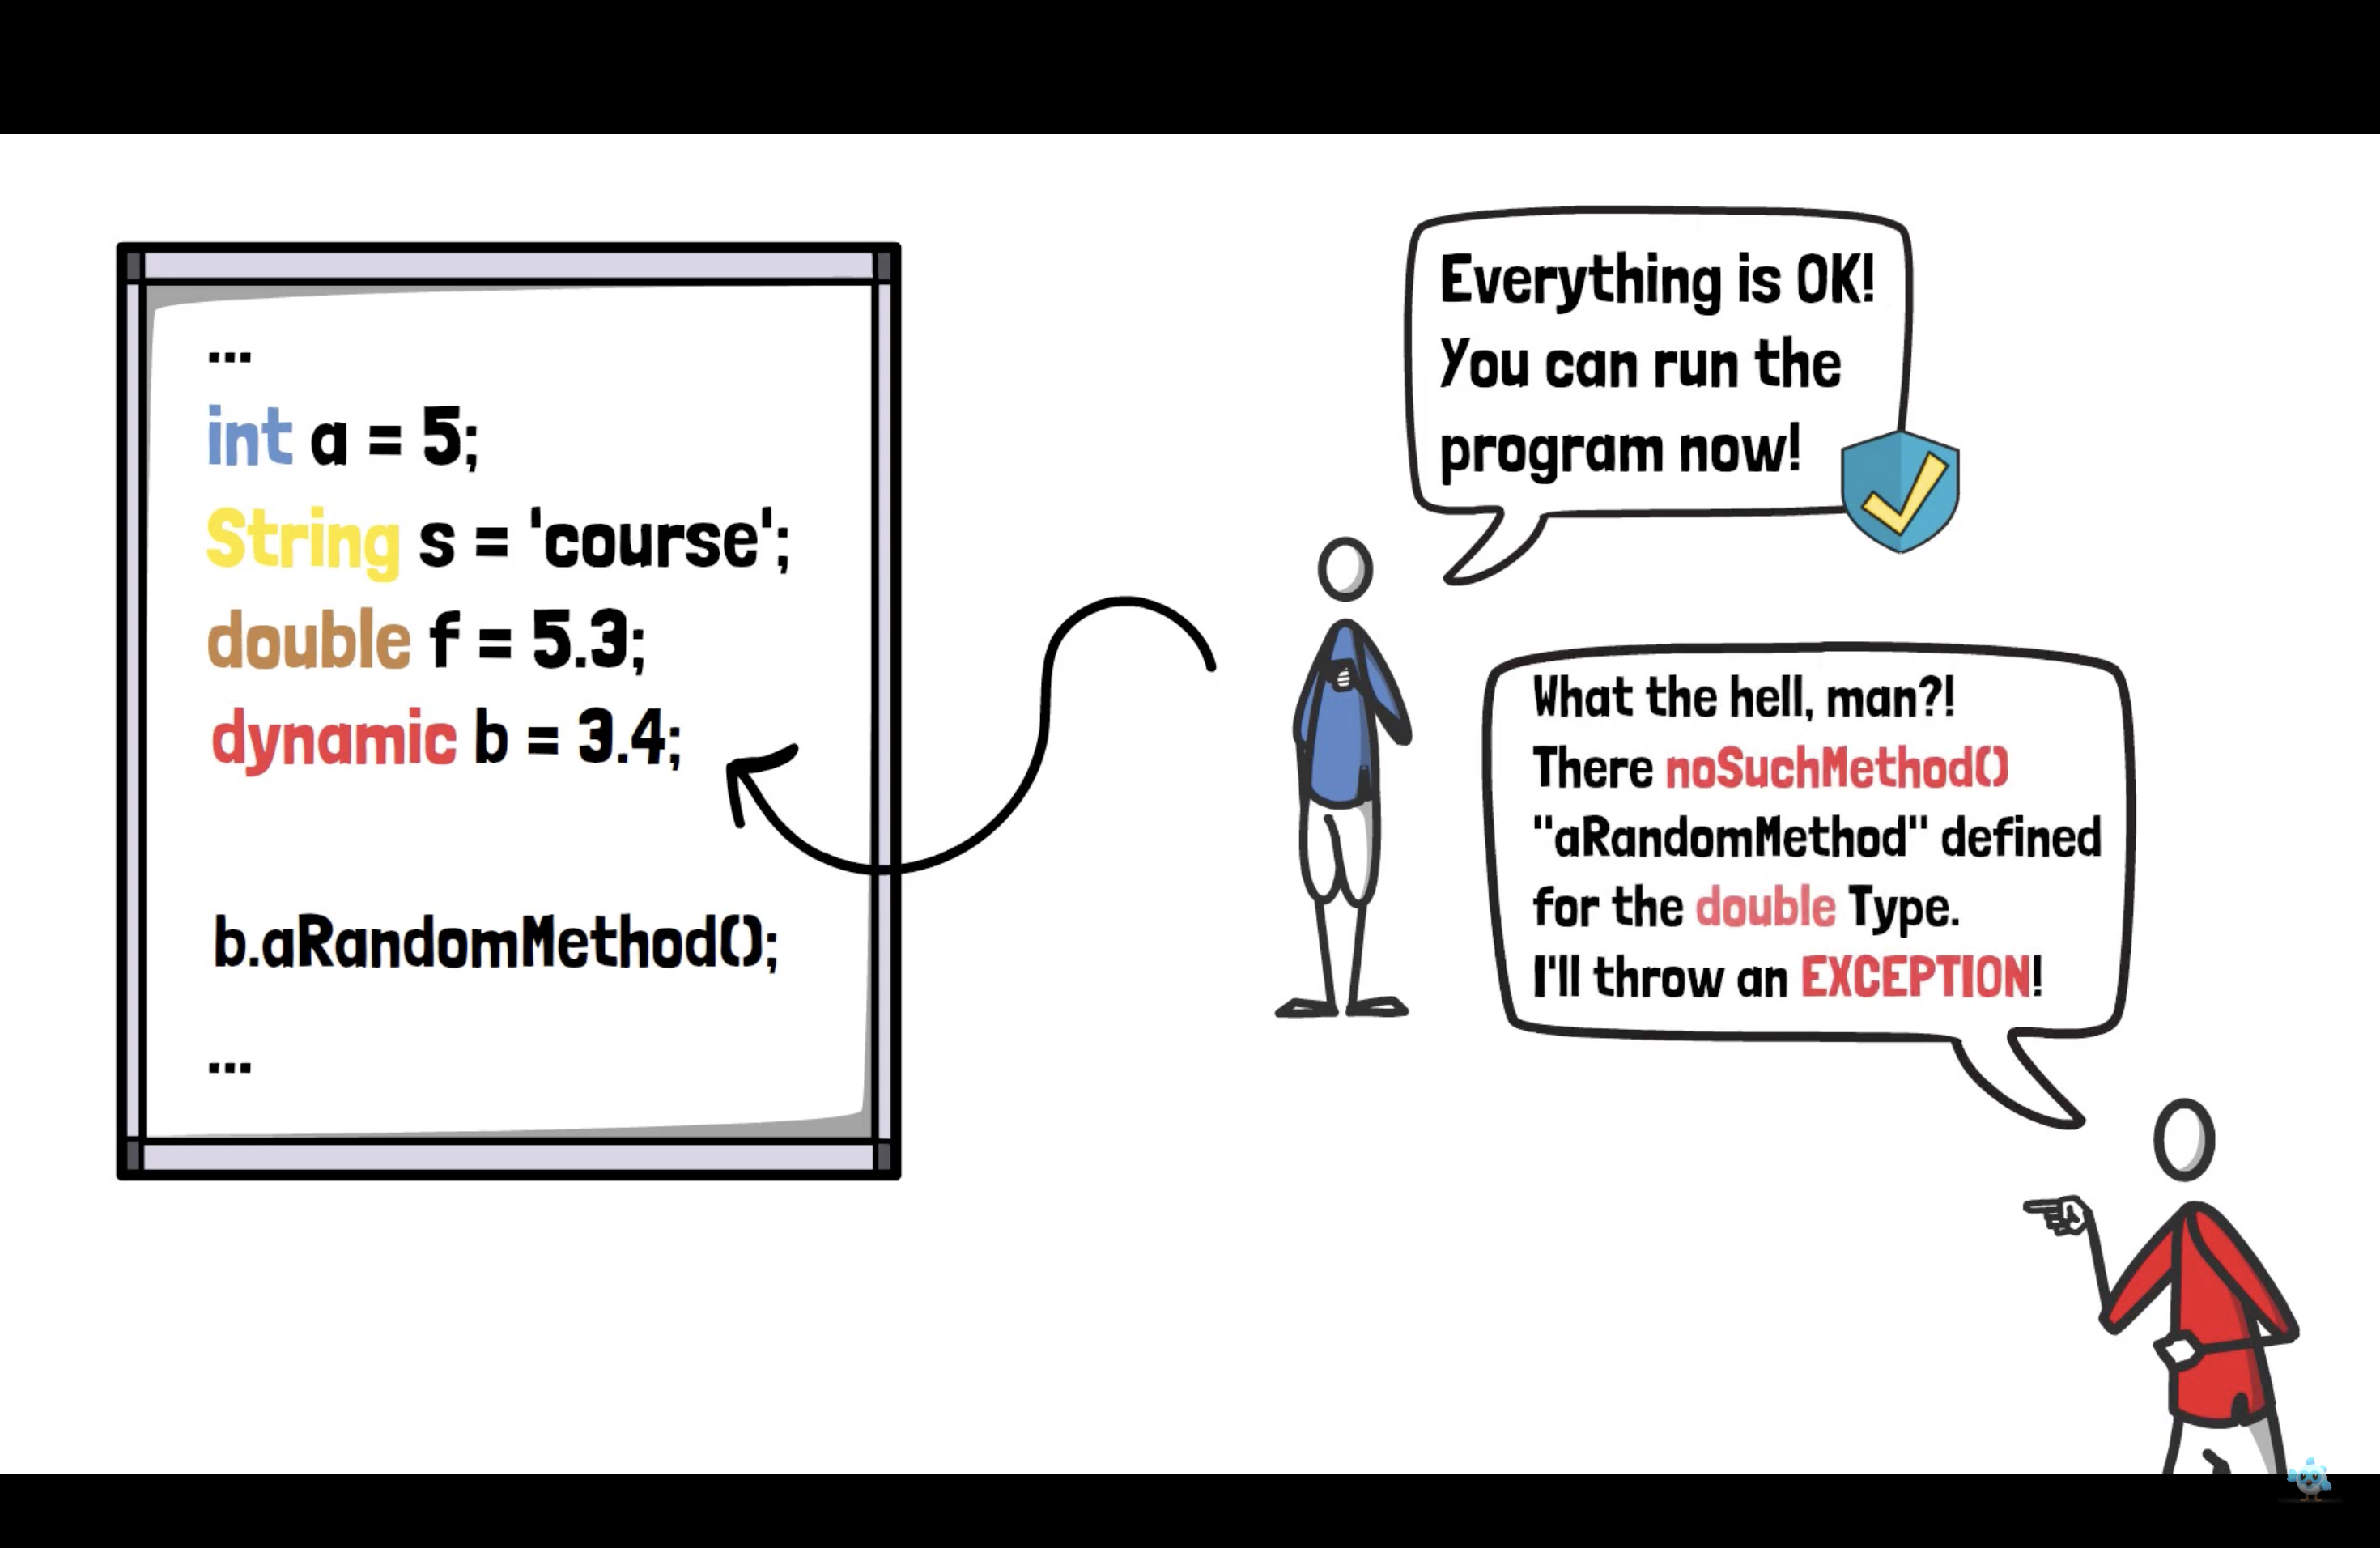 ...
int a = 5;
String s = 'course';
double f = 5.3;
dynamic b = 3.4;
b.aRandomMethod();
...
Everything is OK!
You can run the
program now!
What the hell, man?!
There noSuchMethod()
"aRandomMethod" defined
for the double Type.
I'll throw an EXCEPTION!